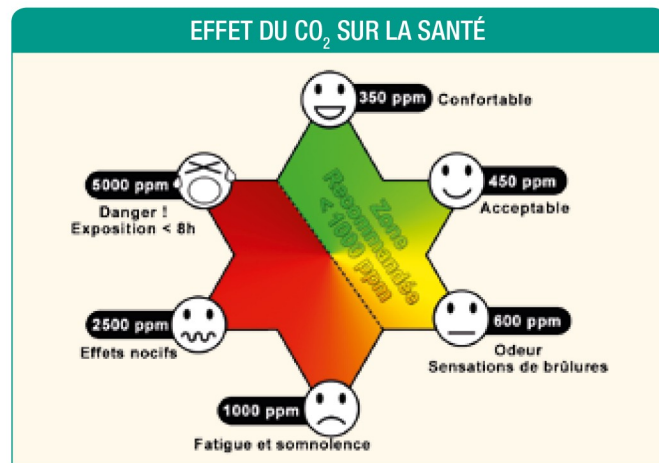 EFFET DU CO₂ SUR LA SANTÉ
350 ppm
Confortable
450 ppm
Acceptable
600 ppm
Odeur
Sensations de brûlures
1000 ppm
Fatigue et somnolence
2500 ppm
Effets nocifs
5000 ppm
Danger !
Exposition < 8h
Zone
Recommandée
< 1000 ppm